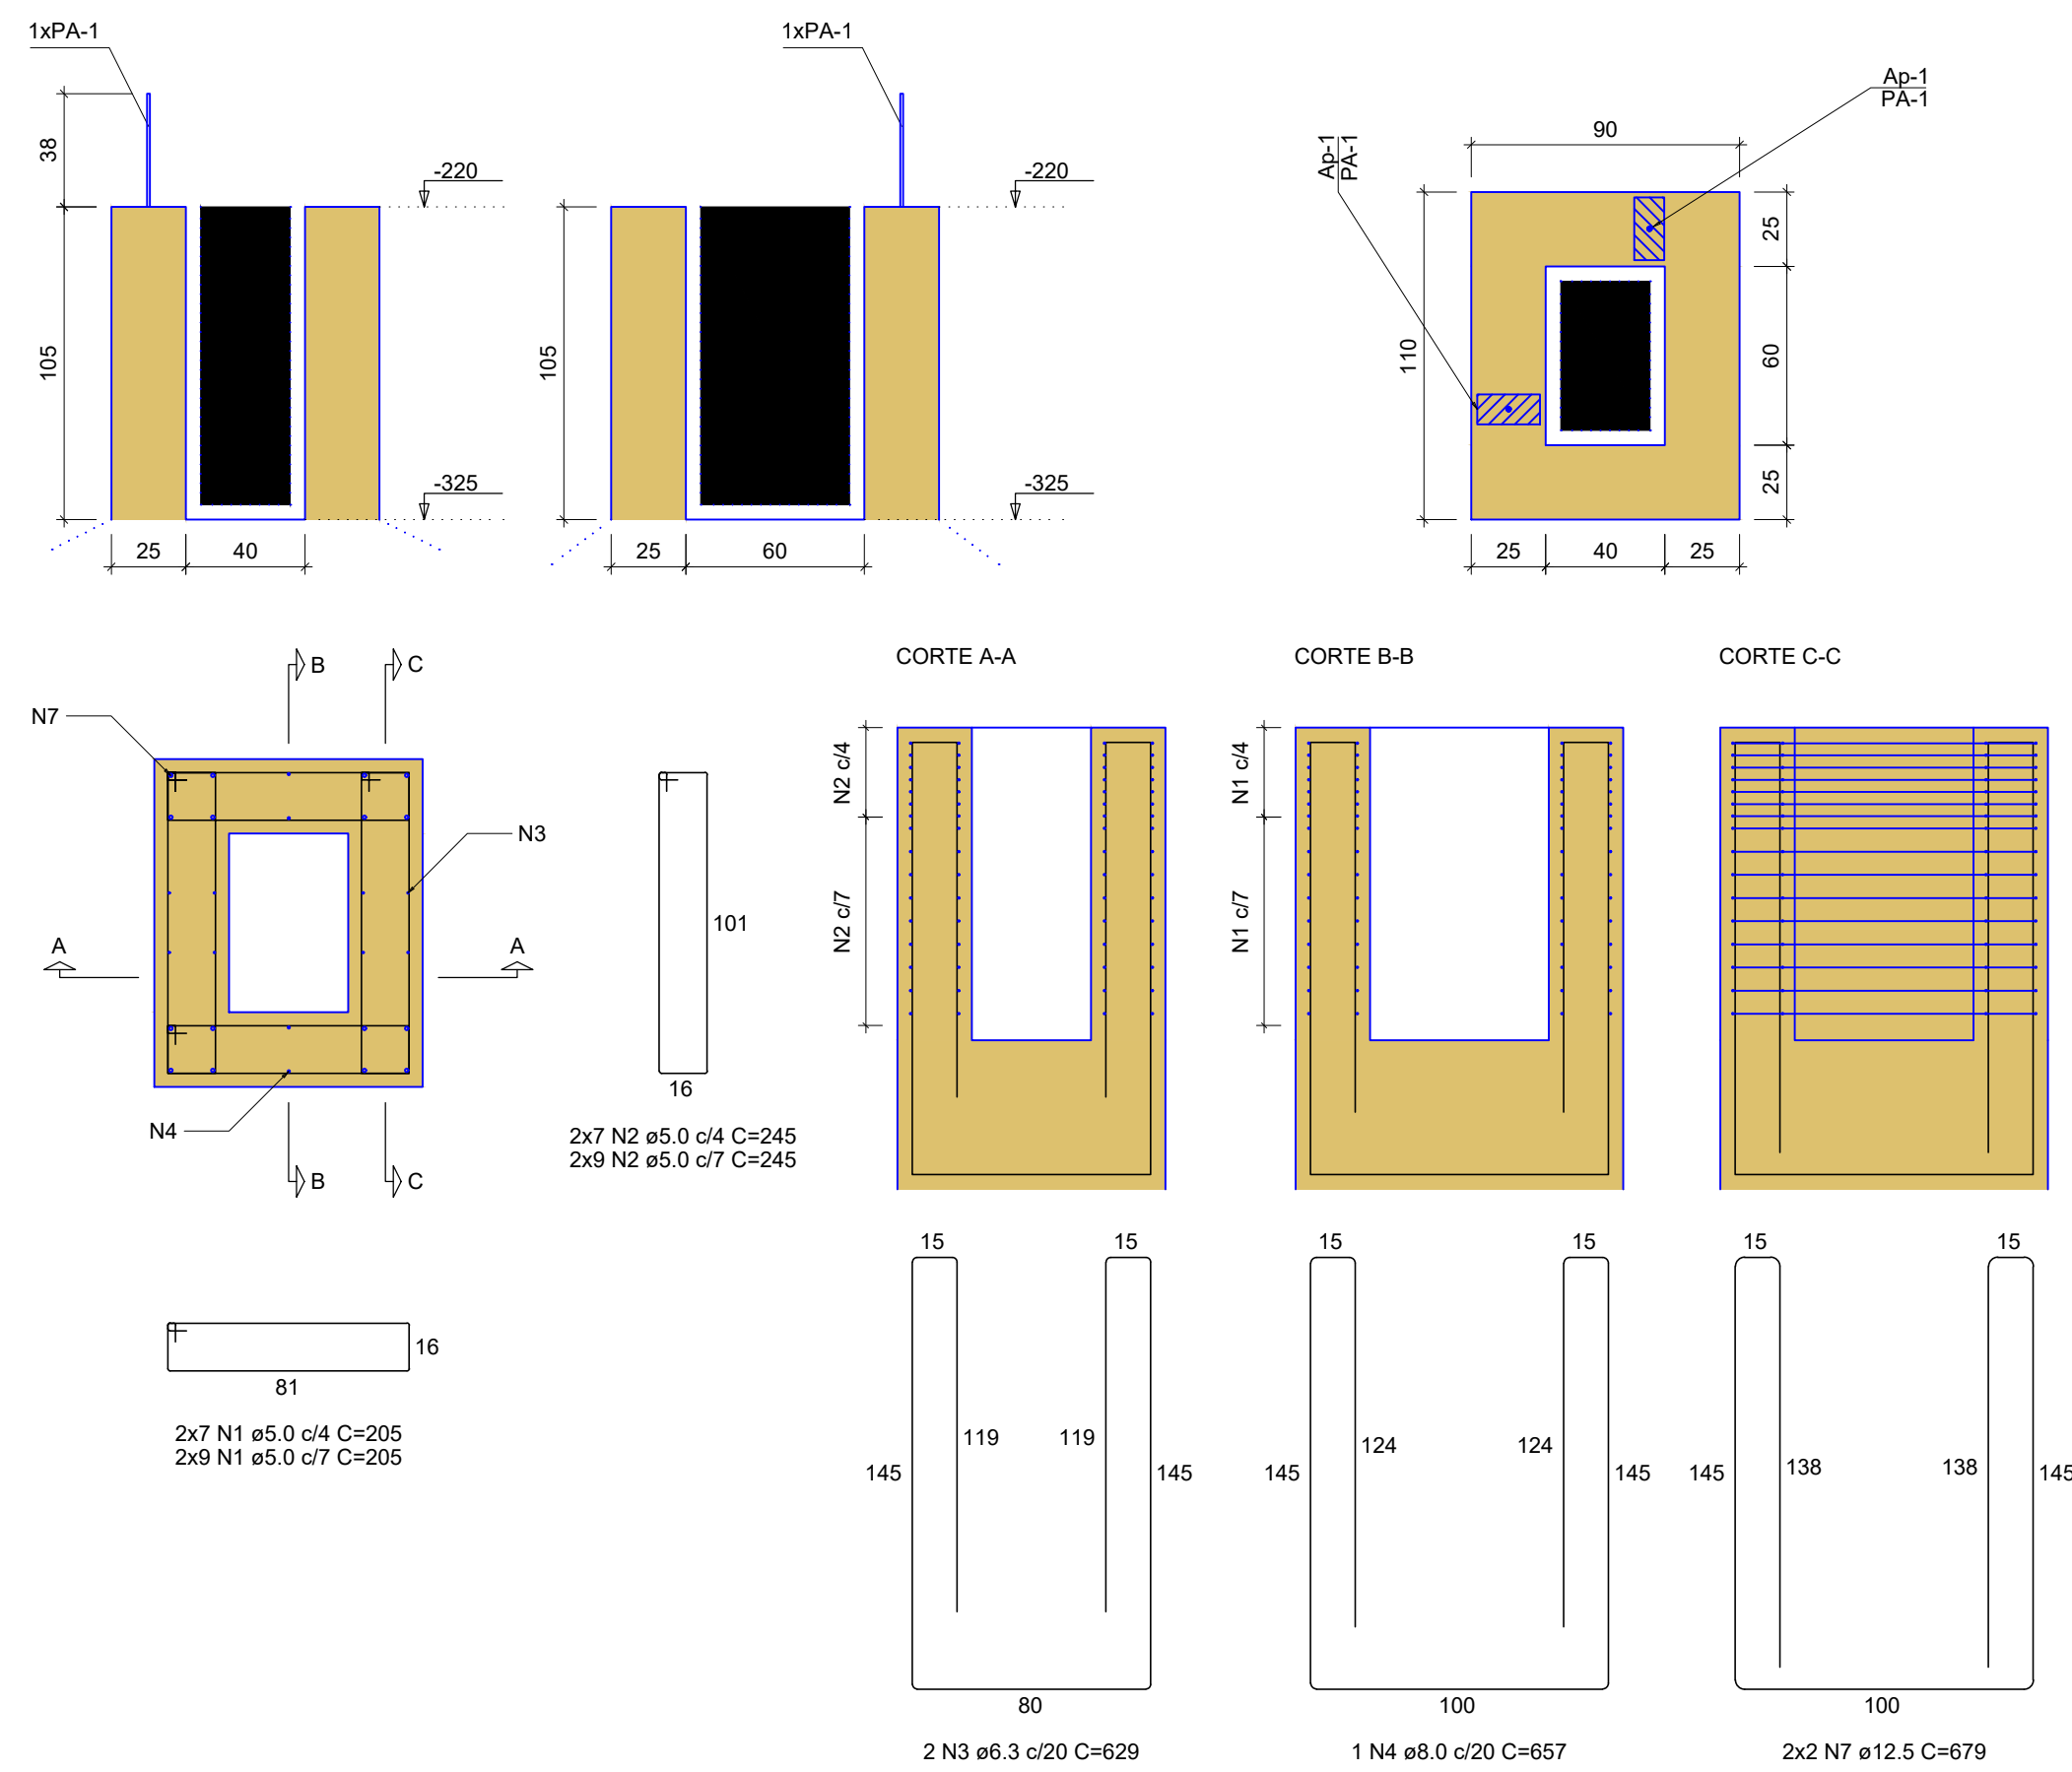 1xPA-1
38
105
-220
-325
25
40
1xPA-1
105
-220
-325
25
60
Ap-1
PA-1
Ap-1
PA-1
90
110
25
60
25
25
40
25
B
C
N7
N3
A
A
N4
B
C
101
16
2x7 N2 ø5.0 c/4 C=245
2x9 N2 ø5.0 c/7 C=245
16
81
2x7 N1 ø5.0 c/4 C=205
2x9 N1 ø5.0 c/7 C=205
CORTE A-A
N2 c/4
N2 c/7
15
15
119
119
145
145
80
2 N3 ø6.3 c/20 C=629
CORTE B-B
N1 c/4
N1 c/7
15
15
124
124
145
145
100
1 N4 ø8.0 c/20 C=657
CORTE C-C
15
15
138
138
145
145
100
2x2 N7 ø12.5 C=679